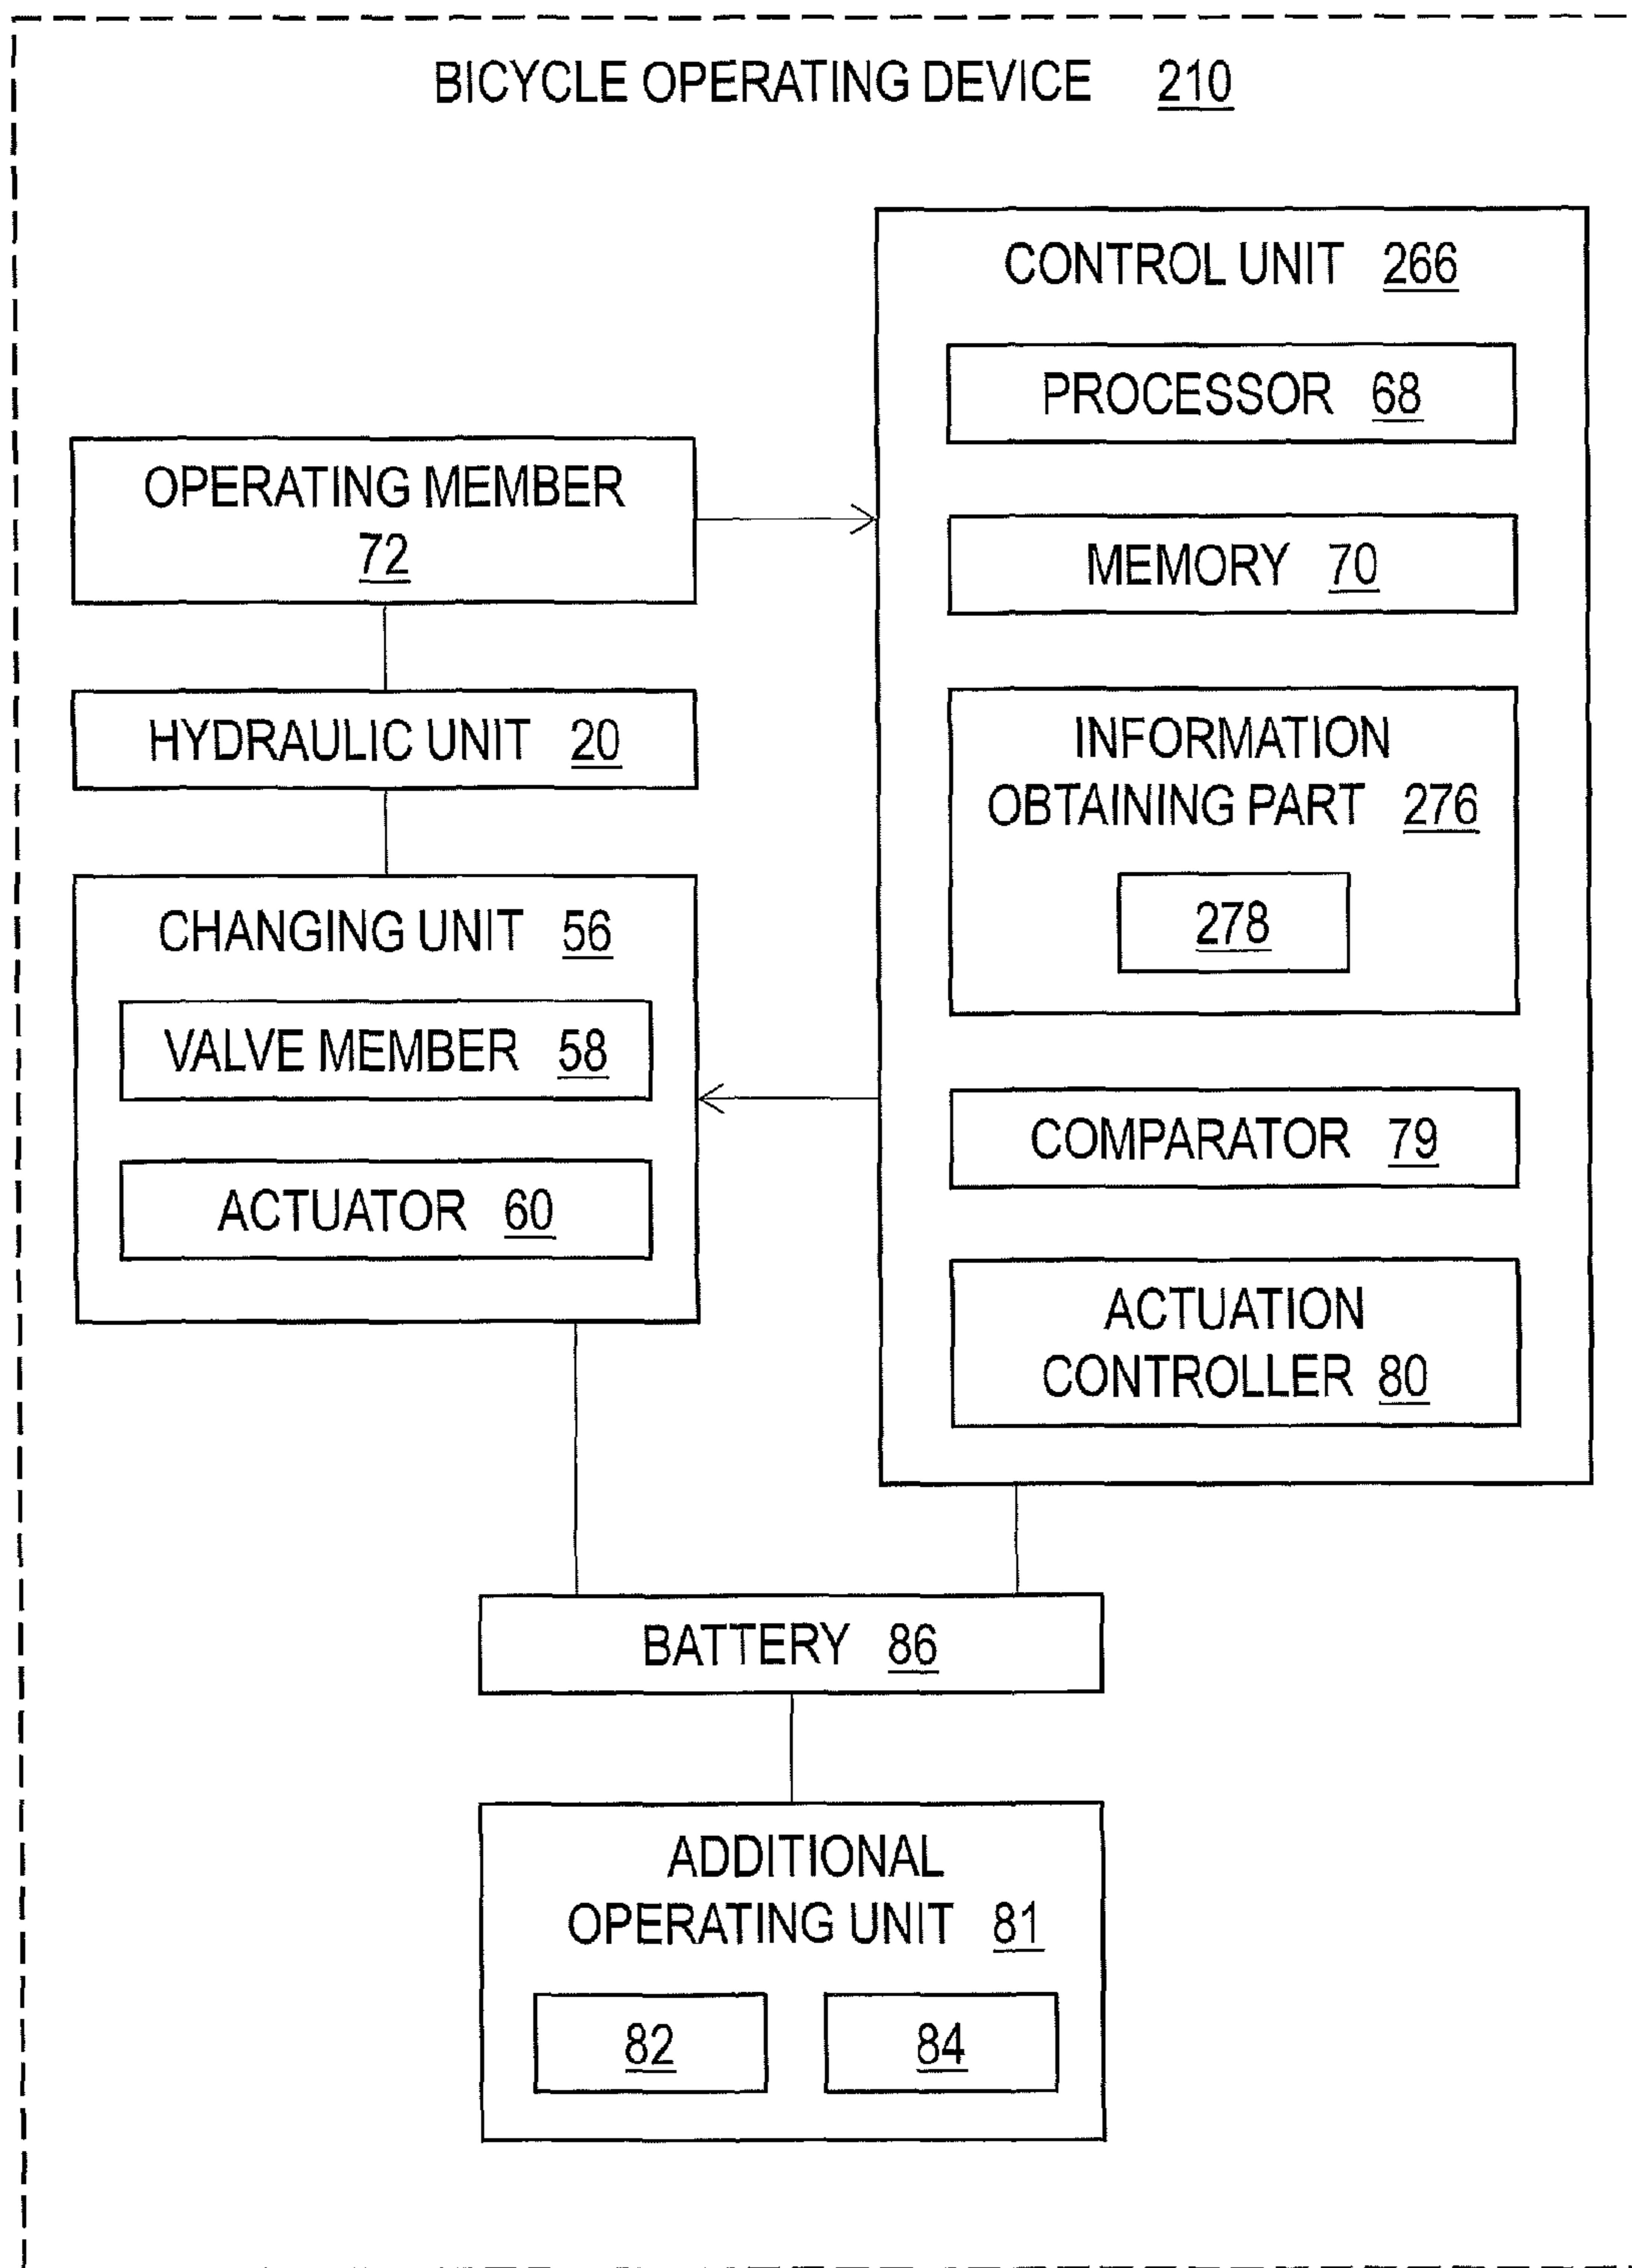 BICYCLE OPERATING DEVICE 210
CONTROL UNIT 266
PROCESSOR 68
MEMORY 70
INFORMATION
OBTAINING PART 276
278
COMPARATOR 79
ACTUATION
CONTROLLER 80
OPERATING MEMBER
72
HYDRAULIC UNIT 20
CHANGING UNIT 56
VALVE MEMBER 58
ACTUATOR 60
BATTERY 86
ADDITIONAL
OPERATING UNIT 81
82
84